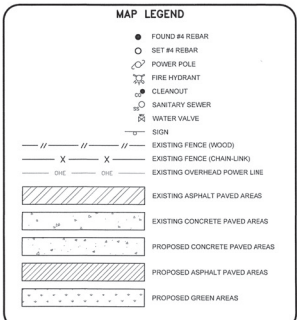 MAP LEGEND
FOUND #4 REBAR
SET #4 REBAR
POWER POLE
FIRE HYDRANT
CO CLEANOUT
SS SANITARY SEWER
WATER VALVE
SIGN
EXISTING FENCE (WOOD)
X X EXISTING FENCE (CHAIN-LINK)
OHE OHE EXISTING OVERHEAD POWER LINE
EXISTING ASPHALT PAVED AREAS
EXISTING CONCRETE PAVED AREAS
PROPOSED CONCRETE PAVED AREAS
PROPOSED ASPHALT PAVED AREAS
PROPOSED GREEN AREAS